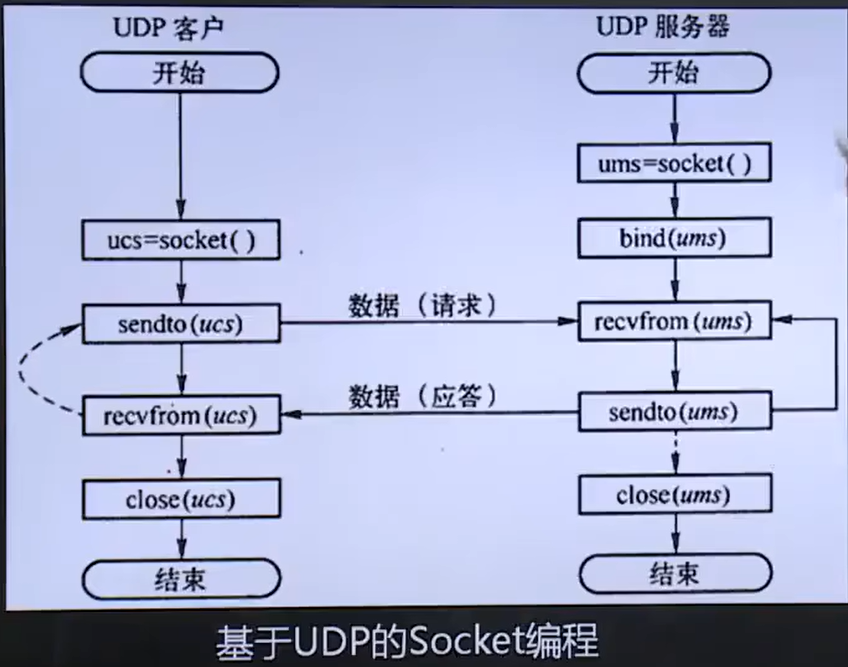 UDP 客户
UDP 服务器
开始
开始
ums=socket( )
ucs=socket( )
bind(ums)
sendto(ucs)
数据（请求）
recvfrom(ums)
recvfrom(ucs)
数据（应答）
sendto(ums)
close(ucs)
close(ums)
结束
结束
基于UDP的Socket编程